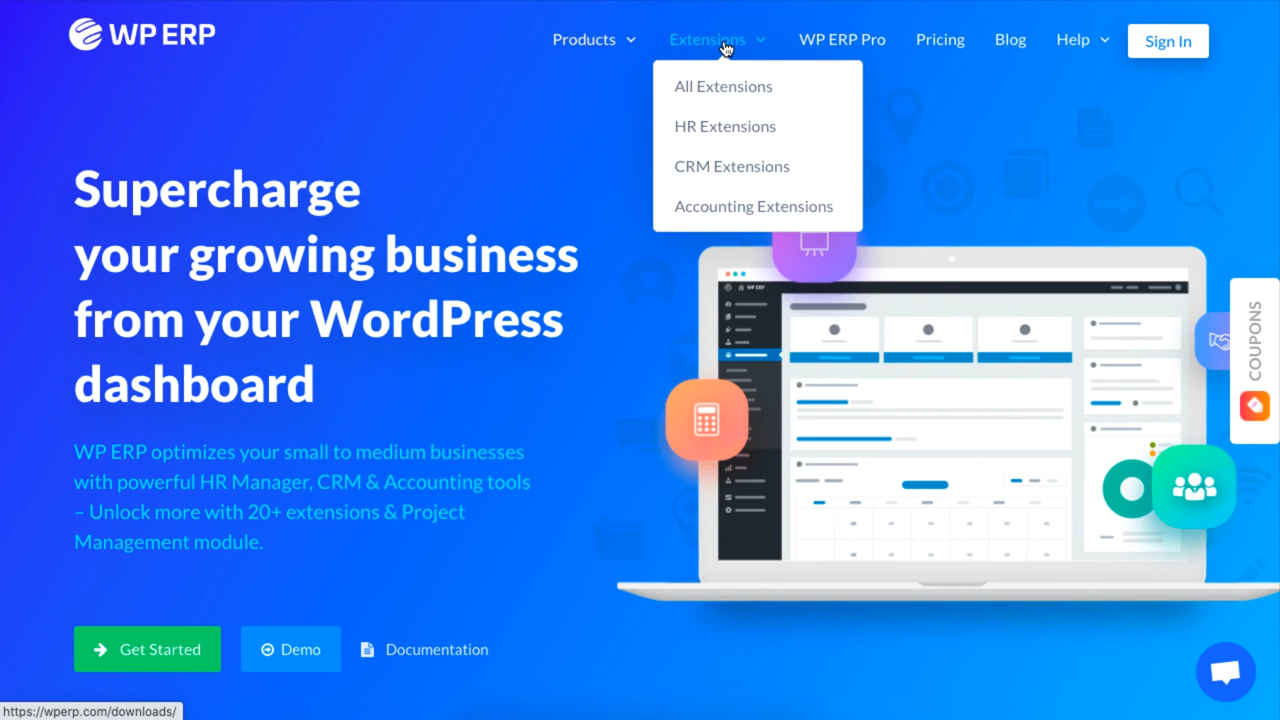 WP ERP
Products
Extensions
WP ERP Pro
Pricing
Blog
Help
Sign In
All Extensions
HR Extensions
CRM Extensions
Accounting Extensions
Supercharge
your growing business
from your WordPress
dashboard
WP ERP optimizes your small to medium businesses
with powerful HR Manager, CRM & Accounting tools
– Unlock more with 20+ extensions & Project
Management module.
WP ERP
COUPONS
Get Started
Demo
Documentation
https://wperp.com/downloads/